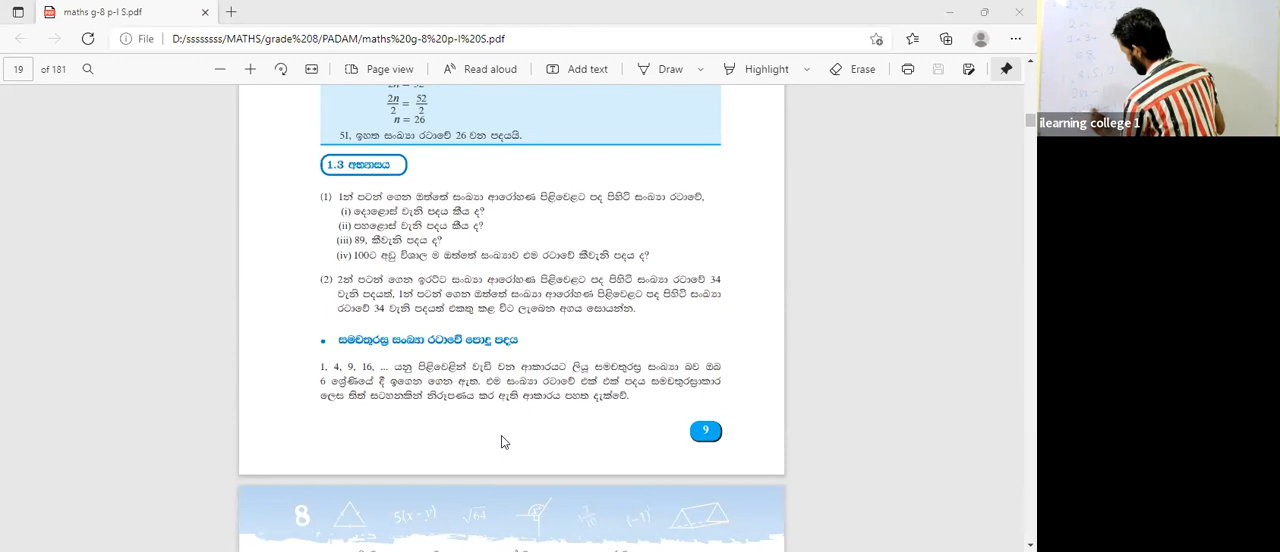 maths g-8 p-I S.pdf
File
D:/ssssssss/MATHS/grade%208/PADAM/maths%20g-8%20p-I%20S.pdf
19 of 181
Page view
Read aloud
Add text
Draw
Highlight
Erase
ilearning college 1
2n/2 = 52/2
n = 26
51, ඉහත සංඛ්‍යා රටාවේ 26 වන පදයයි.
1.3 අභ්‍යාසය
(1) 1න් පටන් ගෙන ඔත්තේ සංඛ්‍යා ආරෝහණ පිළිවෙළට පද පිහිටි සංඛ්‍යා රටාවේ,
(i) දොළොස් වැනි පදය කීය ද?
(ii) පහළොස් වැනි පදය කීය ද?
(iii) 89, කීවැනි පදය ද?
(iv) 100ට අඩු විශාල ම ඔත්තේ සංඛ්‍යාව එම රටාවේ කීවැනි පදය ද?
(2) 2න් පටන් ගෙන ඉරට්ට සංඛ්‍යා ආරෝහණ පිළිවෙළට පද පිහිටි සංඛ්‍යා රටාවේ 34
වැනි පදයත්, 1න් පටන් ගෙන ඔත්තේ සංඛ්‍යා ආරෝහණ පිළිවෙළට පද පිහිටි සංඛ්‍යා
රටාවේ 34 වැනි පදයත් එකතු කළ විට ලැබෙන අගය සොයන්න.
• සමචතුරස්‍ර සංඛ්‍යා රටාවේ පොදු පදය
1, 4, 9, 16, ... යනු පිළිවෙළින් වැඩි වන ආකාරයට ලියූ සමචතුරස්‍ර සංඛ්‍යා බව ඔබ
6 ශ්‍රේණියේ දී ඉගෙන ගෙන ඇත. එම සංඛ්‍යා රටාවේ එක් එක් පදය සමචතුරස්‍රාකාර
ලෙස තිත් සටහනකින් නිරූපණය කර ඇති ආකාරය පහත දැක්වේ.
9
8
5(x − y)
√64